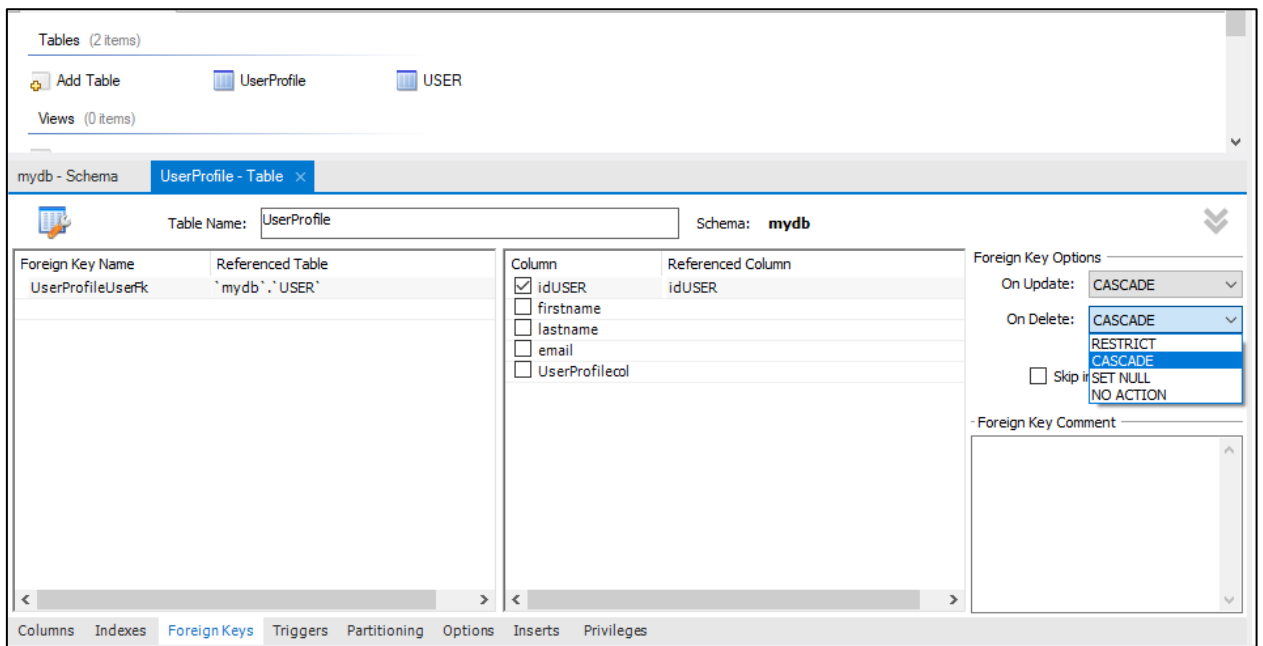 Tables (2 items)
Add Table UserProfile USER
Views (0 items)
mydb - Schema UserProfile - Table ×
Table Name: UserProfile Schema: mydb
Foreign Key Name Referenced Table
UserProfileUserFk `mydb`.`USER`
Column Referenced Column
idUSER idUSER
firstname
lastname
email
UserProfilecol
Foreign Key Options
On Update: CASCADE
On Delete: CASCADE
RESTRICT
CASCADE
Skip in SET NULL
NO ACTION
Foreign Key Comment
Columns Indexes Foreign Keys Triggers Partitioning Options Inserts Privileges